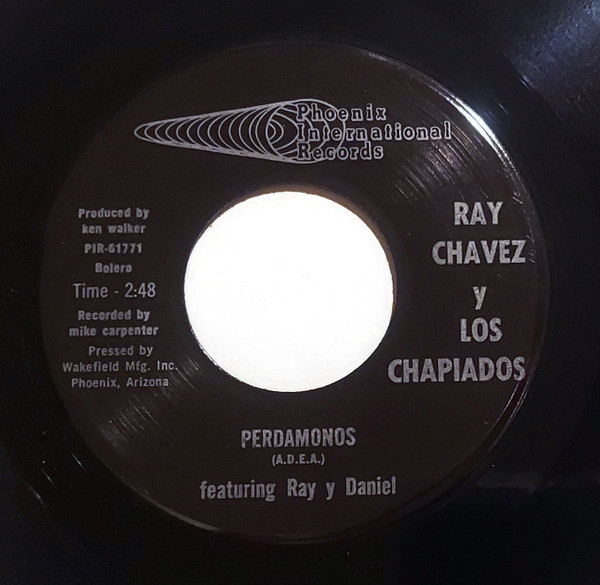 Phoenix
International
Records
Produced by
ken walker
PIR-61771
Bolero
Time - 2:48
Recorded by
mike carpenter
Pressed by
Wakefield Mfg. Inc.
Phoenix, Arizona
RAY
CHAVEZ
y
LOS
CHAPIADOS
PERDAMONOS
(A.D.E.A.)
featuring Ray y Daniel